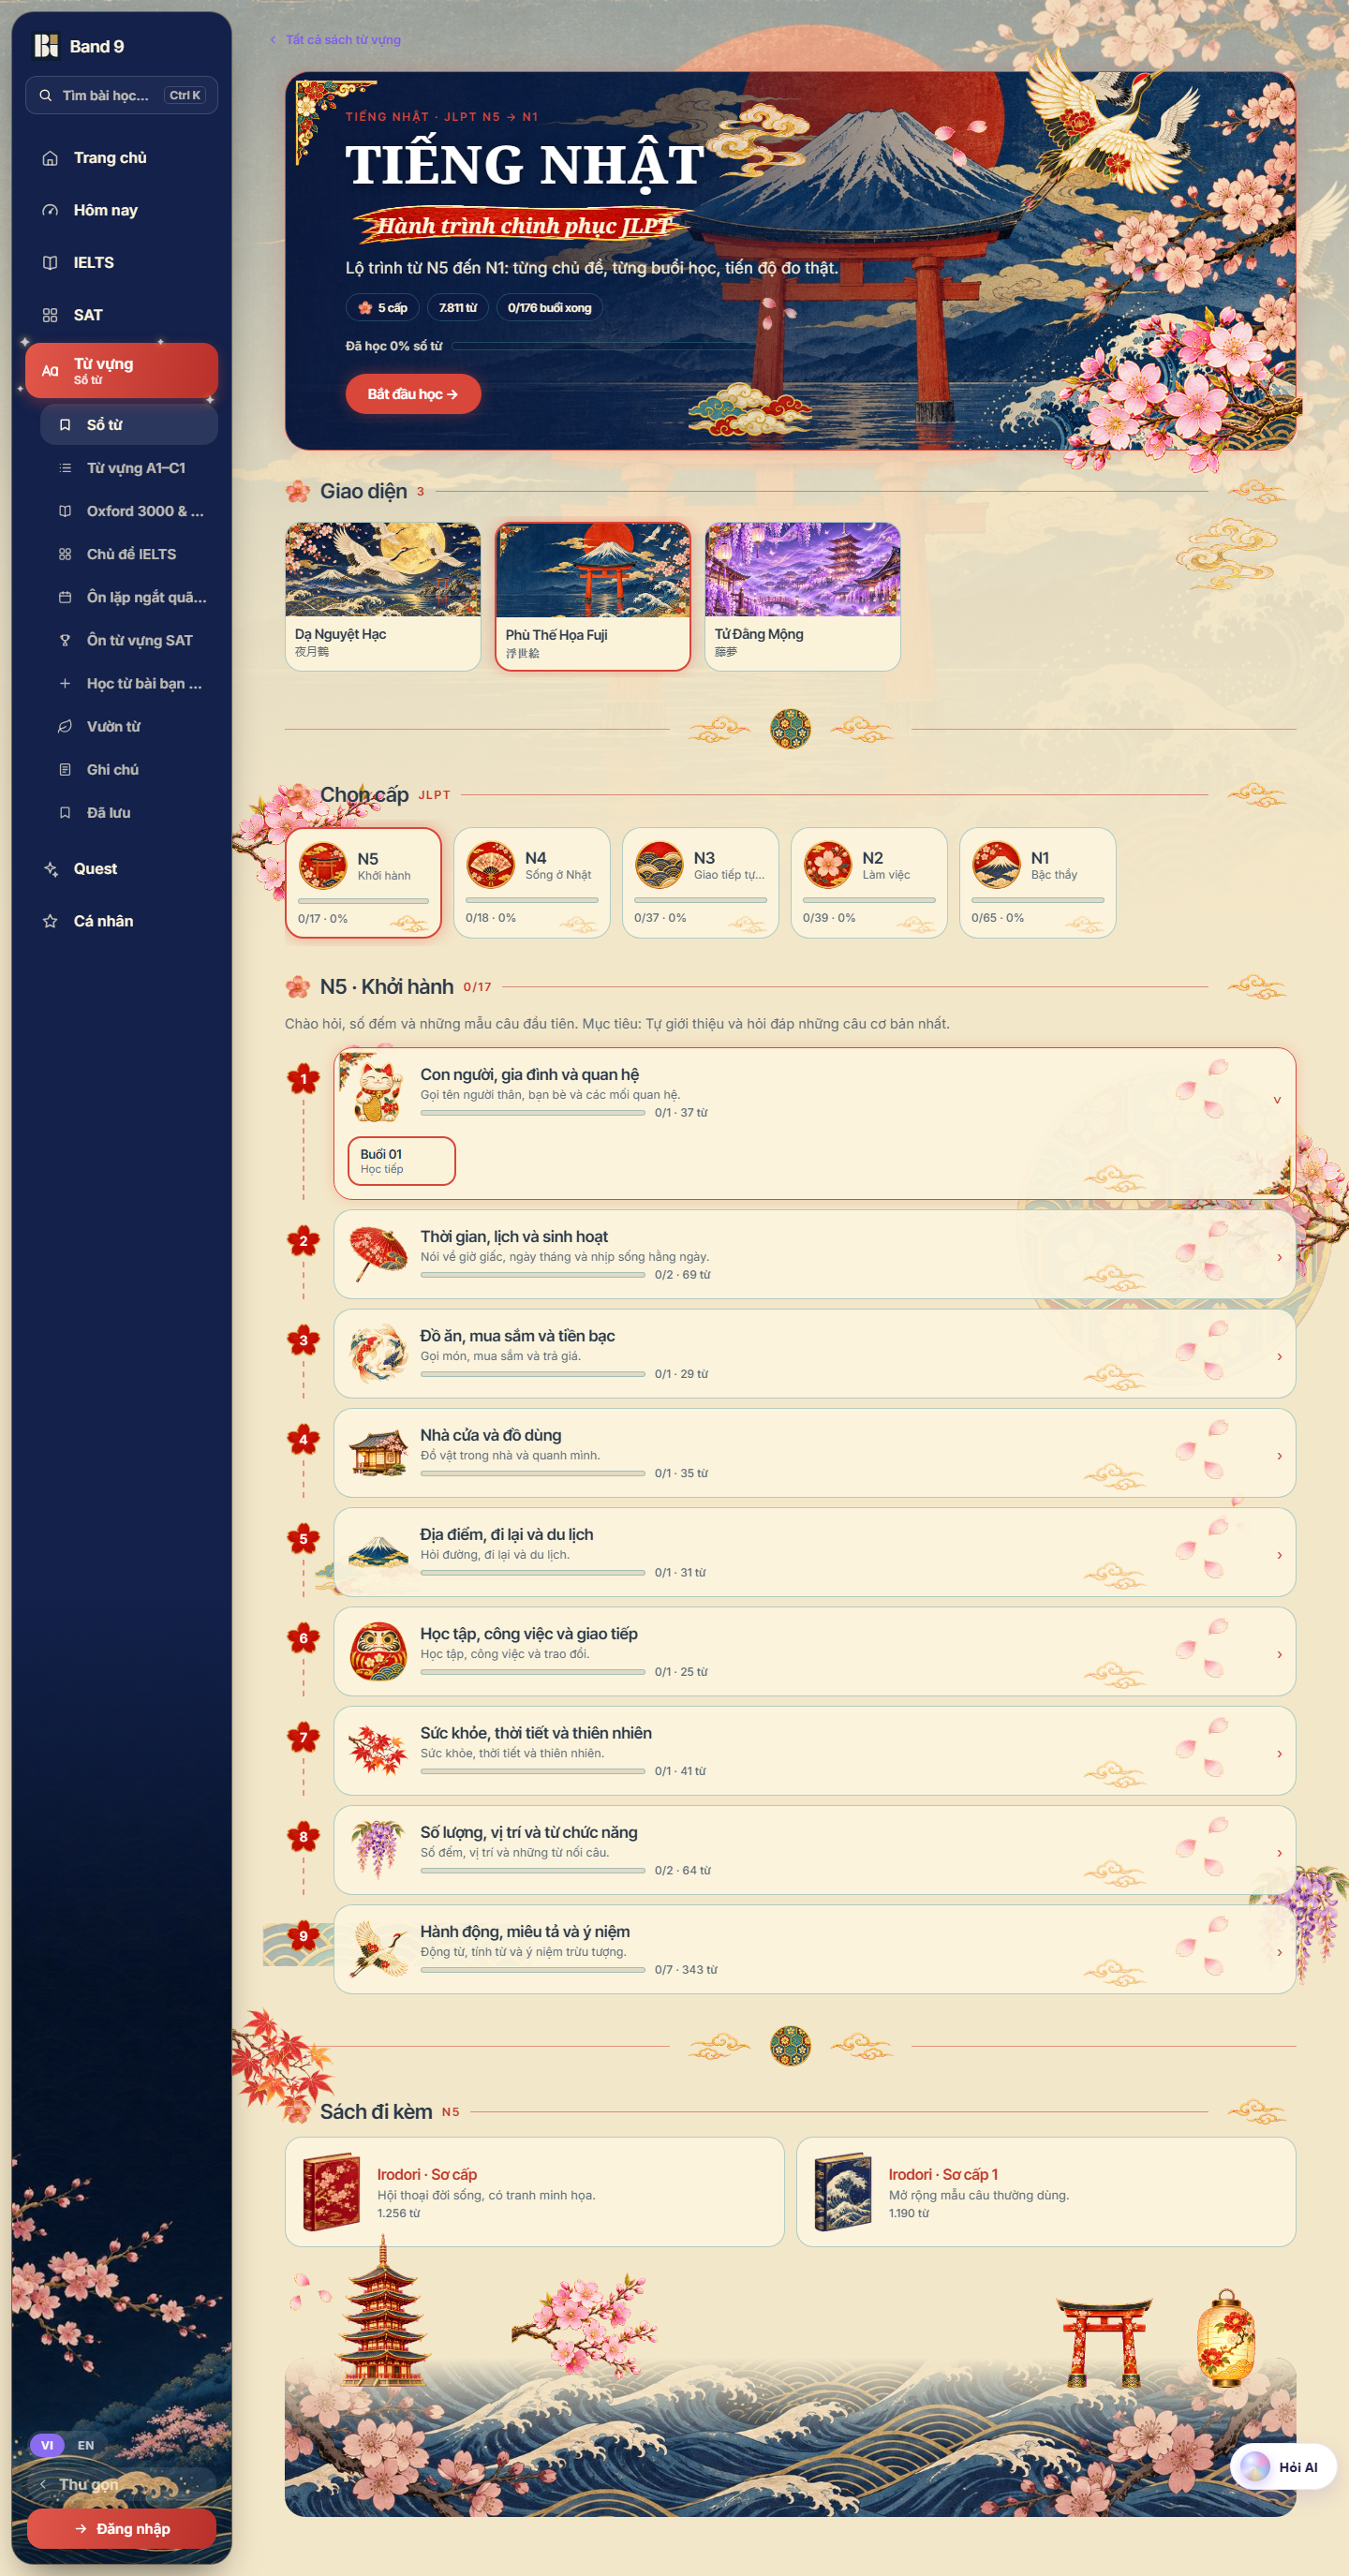 Band 9
Tìm bài học...
Ctrl K
Trang chủ
Hôm nay
IELTS
SAT
Từ vựng
Sổ từ
Sổ từ
Từ vựng A1–C1
Oxford 3000 & ...
Chủ đề IELTS
Ôn lặp ngắt quã...
Ôn từ vựng SAT
Học từ bài bạn ...
Vườn từ
Ghi chú
Đã lưu
Quest
Cá nhân
VI
EN
Thu gọn
Đăng nhập
Tất cả sách từ vựng
TIẾNG NHẬT · JLPT N5 → N1
TIẾNG NHẬT
Hành trình chinh phục JLPT
Lộ trình từ N5 đến N1: từng chủ đề, từng buổi học, tiến độ đo thật.
5 cấp
7.811 từ
0/176 buổi xong
Đã học 0% số từ
Bắt đầu học →
Giao diện 3
Dạ Nguyệt Hạc
夜月鶴
Phù Thế Họa Fuji
浮世絵
Tử Đằng Mộng
藤夢
Chọn cấp JLPT
N5
Khởi hành
0/17 · 0%
N4
Sống ở Nhật
0/18 · 0%
N3
Giao tiếp tự...
0/37 · 0%
N2
Làm việc
0/39 · 0%
N1
Bậc thầy
0/65 · 0%
N5 · Khởi hành 0/17
Chào hỏi, số đếm và những mẫu câu đầu tiên. Mục tiêu: Tự giới thiệu và hỏi đáp những câu cơ bản nhất.
1
Con người, gia đình và quan hệ
Gọi tên người thân, bạn bè và các mối quan hệ.
0/1 · 37 từ
Buổi 01
Học tiếp
2
Thời gian, lịch và sinh hoạt
Nói về giờ giấc, ngày tháng và nhịp sống hằng ngày.
0/2 · 69 từ
3
Đồ ăn, mua sắm và tiền bạc
Gọi món, mua sắm và trả giá.
0/1 · 29 từ
4
Nhà cửa và đồ dùng
Đồ vật trong nhà và quanh mình.
0/1 · 35 từ
5
Địa điểm, đi lại và du lịch
Hỏi đường, đi lại và du lịch.
0/1 · 31 từ
6
Học tập, công việc và giao tiếp
Học tập, công việc và trao đổi.
0/1 · 25 từ
7
Sức khỏe, thời tiết và thiên nhiên
Sức khỏe, thời tiết và thiên nhiên.
0/1 · 41 từ
8
Số lượng, vị trí và từ chức năng
Số đếm, vị trí và những từ nối câu.
0/2 · 64 từ
9
Hành động, miêu tả và ý niệm
Động từ, tính từ và ý niệm trừu tượng.
0/7 · 343 từ
Sách đi kèm N5
Irodori · Sơ cấp
Hội thoại đời sống, có tranh minh họa.
1.256 từ
Irodori · Sơ cấp 1
Mở rộng mẫu câu thường dùng.
1.190 từ
Hỏi AI